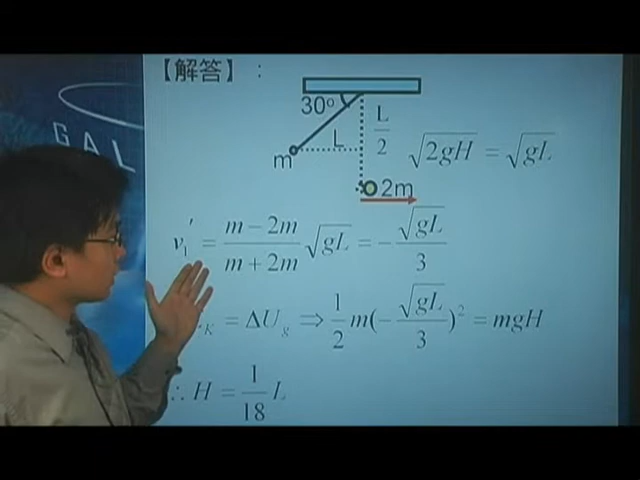 【解答】:
30°
L
L/2
m
2m
√2gH = √gL
v₁' = (m − 2m)/(m + 2m) √gL = − √gL/3
K = ΔU_g ⇒ 1/2 m(− √gL/3)² = mgH
∴ H = 1/18 L
GAL